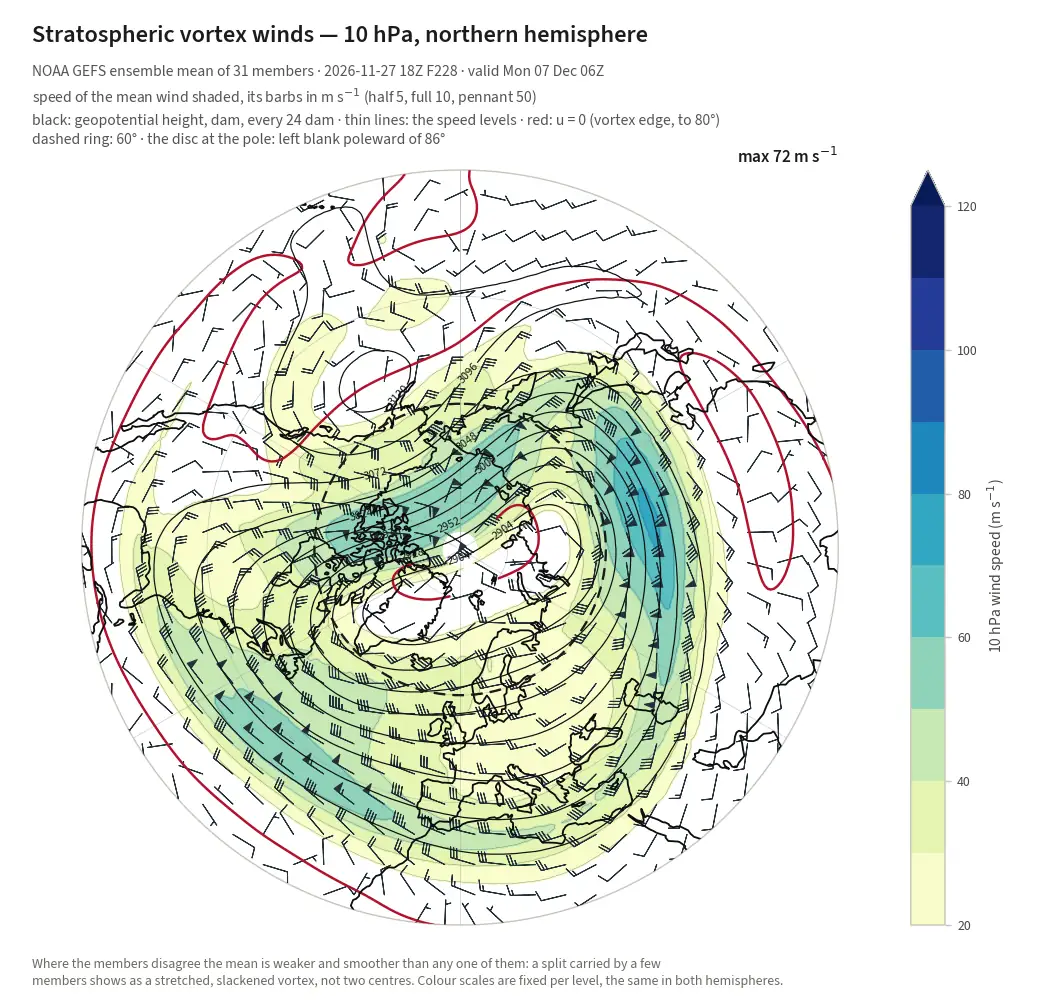 Stratospheric vortex winds — 10 hPa, northern hemisphere
NOAA GEFS ensemble mean of 31 members · 2026-11-27 18Z F228 · valid Mon 07 Dec 06Z
speed of the mean wind shaded, its barbs in m s⁻¹ (half 5, full 10, pennant 50)
black: geopotential height, dam, every 24 dam · thin lines: the speed levels · red: u = 0 (vortex edge, to 80°)
dashed ring: 60° · the disc at the pole: left blank poleward of 86°
max 72 m s⁻¹
120
100
80
60
40
20
10 hPa wind speed (m s⁻¹)
3120
3096
3048
3072
2952
2904
Where the members disagree the mean is weaker and smoother than any one of them: a split carried by a few
members shows as a stretched, slackened vortex, not two centres. Colour scales are fixed per level, the same in both hemispheres.